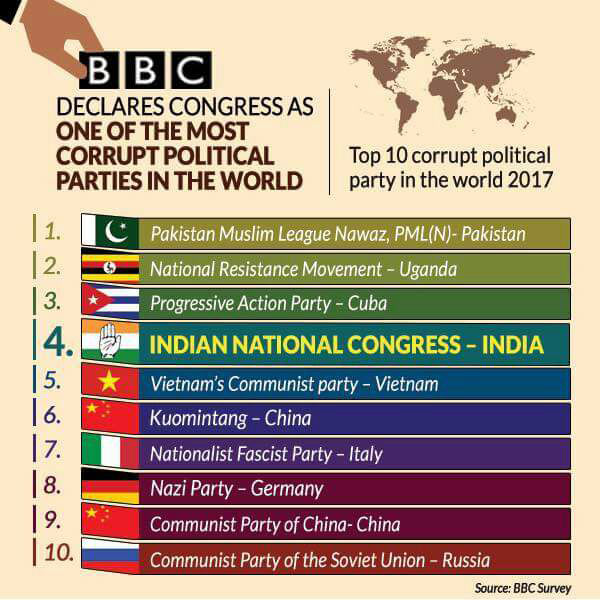 BBC
DECLARES CONGRESS AS
ONE OF THE MOST
CORRUPT POLITICAL
PARTIES IN THE WORLD
Top 10 corrupt political
party in the world 2017
1. Pakistan Muslim League Nawaz, PML(N)- Pakistan
2. National Resistance Movement – Uganda
3. Progressive Action Party – Cuba
4. INDIAN NATIONAL CONGRESS – INDIA
5. Vietnam's Communist party – Vietnam
6. Kuomintang – China
7. Nationalist Fascist Party – Italy
8. Nazi Party – Germany
9. Communist Party of China- China
10. Communist Party of the Soviet Union – Russia
Source: BBC Survey